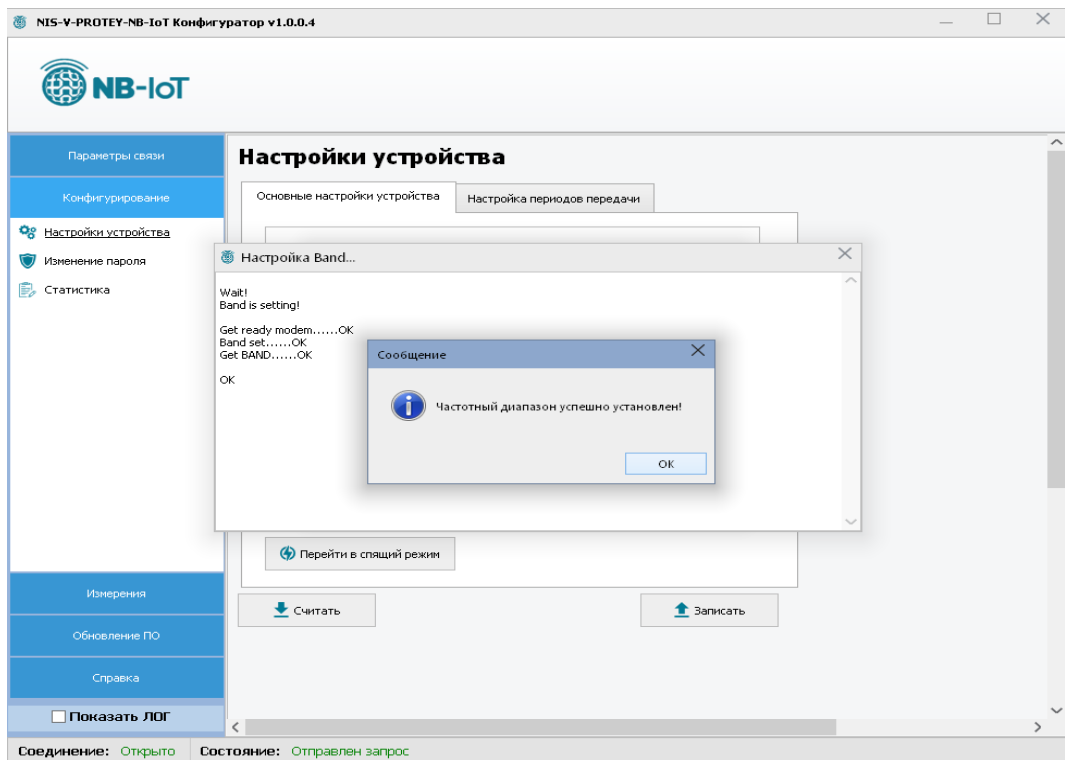 NIS-V-PROTEY-NB-IoT Конфигуратор v1.0.0.4
NB-IoT
Параметры связи
Конфигурирование
Настройки устройства
Изменение пароля
Статистика
Настройки устройства
Основные настройки устройства
Настройка периодов передачи
Настройка Band...
Wait!
Band is setting!
Get ready modem......OK
Band set......OK
Get BAND......OK
OK
Сообщение
Частотный диапазон успешно установлен!
OK
Перейти в спящий режим
Считать
Записать
Измерения
Обновление ПО
Справка
Показать ЛОГ
Соединение: Открыто Состояние: Отправлен запрос